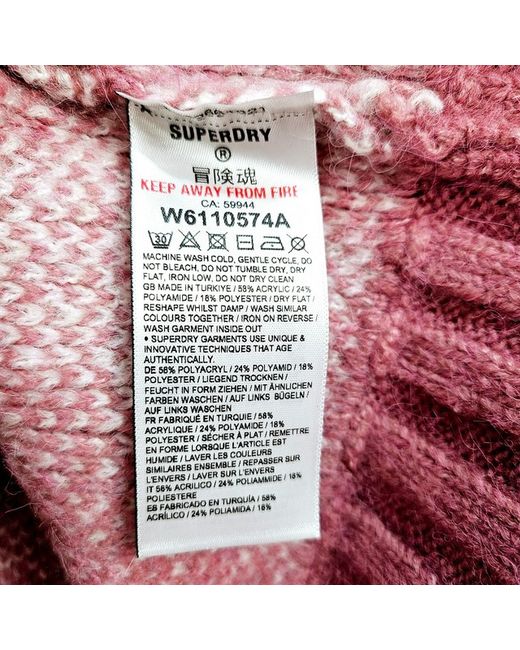 SUPERDRY
®
冒険魂
KEEP AWAY FROM FIRE
CA: 59944
W6110574A
30
MACHINE WASH COLD, GENTLE CYCLE, DO
NOT BLEACH, DO NOT TUMBLE DRY, DRY
FLAT, IRON LOW, DO NOT DRY CLEAN
GB MADE IN TURKIYE / 58% ACRYLIC / 24%
POLYAMIDE / 18% POLYESTER / DRY FLAT /
RESHAPE WHILST DAMP / WASH SIMILAR
COLOURS TOGETHER / IRON ON REVERSE /
WASH GARMENT INSIDE OUT
• SUPERDRY GARMENTS USE UNIQUE &
INNOVATIVE TECHNIQUES THAT AGE
AUTHENTICALLY.
DE 58% POLYACRYL / 24% POLYAMID / 18%
POLYESTER / LIEGEND TROCKNEN /
FEUCHT IN FORM ZIEHEN / MIT ÄHNLICHEN
FARBEN WASCHEN / AUF LINKS BÜGELN /
AUF LINKS WASCHEN
FR FABRIQUÉ EN TURQUIE / 58%
ACRYLIQUE / 24% POLYAMIDE / 18%
POLYESTER / SÉCHER À PLAT / REMETTRE
EN FORME LORSQUE L'ARTICLE EST
HUMIDE / LAVER LES COULEURS
SIMILAIRES ENSEMBLE / REPASSER SUR
L'ENVERS / LAVER SUR L'ENVERS
IT 58% ACRILICO / 24% POLIAMMIDE / 18%
POLIESTERE
ES FABRICADO EN TURQUÍA / 58%
ACRÍLICO / 24% POLIAMIDA / 18%